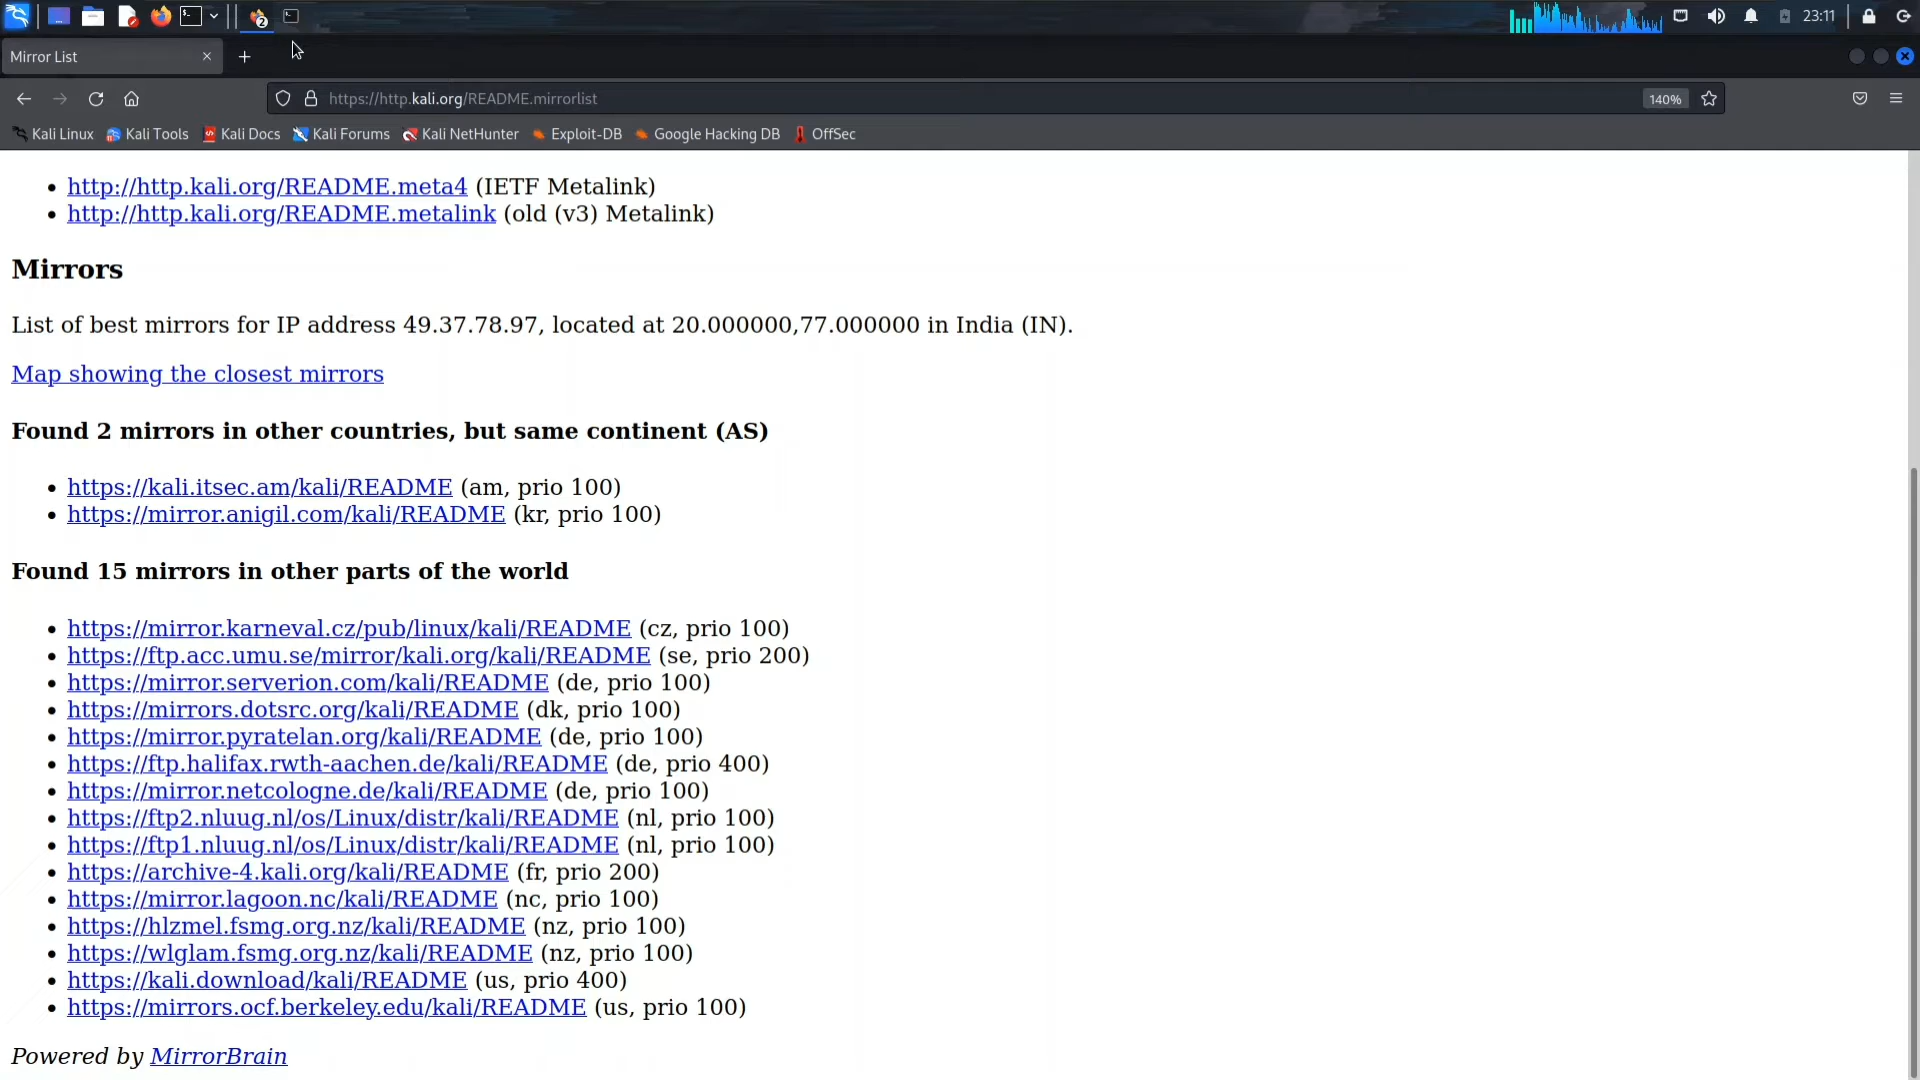 2
23:11
Mirror List
https://http.kali.org/README.mirrorlist
140%
Kali Linux
Kali Tools
Kali Docs
Kali Forums
Kali NetHunter
Exploit-DB
Google Hacking DB
OffSec
http://http.kali.org/README.meta4 (IETF Metalink)
http://http.kali.org/README.metalink (old (v3) Metalink)
Mirrors
List of best mirrors for IP address 49.37.78.97, located at 20.000000,77.000000 in India (IN).
Map showing the closest mirrors
Found 2 mirrors in other countries, but same continent (AS)
https://kali.itsec.am/kali/README (am, prio 100)
https://mirror.anigil.com/kali/README (kr, prio 100)
Found 15 mirrors in other parts of the world
https://mirror.karneval.cz/pub/linux/kali/README (cz, prio 100)
https://ftp.acc.umu.se/mirror/kali.org/kali/README (se, prio 200)
https://mirror.serverion.com/kali/README (de, prio 100)
https://mirrors.dotsrc.org/kali/README (dk, prio 100)
https://mirror.pyratelan.org/kali/README (de, prio 100)
https://ftp.halifax.rwth-aachen.de/kali/README (de, prio 400)
https://mirror.netcologne.de/kali/README (de, prio 100)
https://ftp2.nluug.nl/os/Linux/distr/kali/README (nl, prio 100)
https://ftp1.nluug.nl/os/Linux/distr/kali/README (nl, prio 100)
https://archive-4.kali.org/kali/README (fr, prio 200)
https://mirror.lagoon.nc/kali/README (nc, prio 100)
https://hlzmel.fsmg.org.nz/kali/README (nz, prio 100)
https://wlglam.fsmg.org.nz/kali/README (nz, prio 100)
https://kali.download/kali/README (us, prio 400)
https://mirrors.ocf.berkeley.edu/kali/README (us, prio 100)
Powered by MirrorBrain